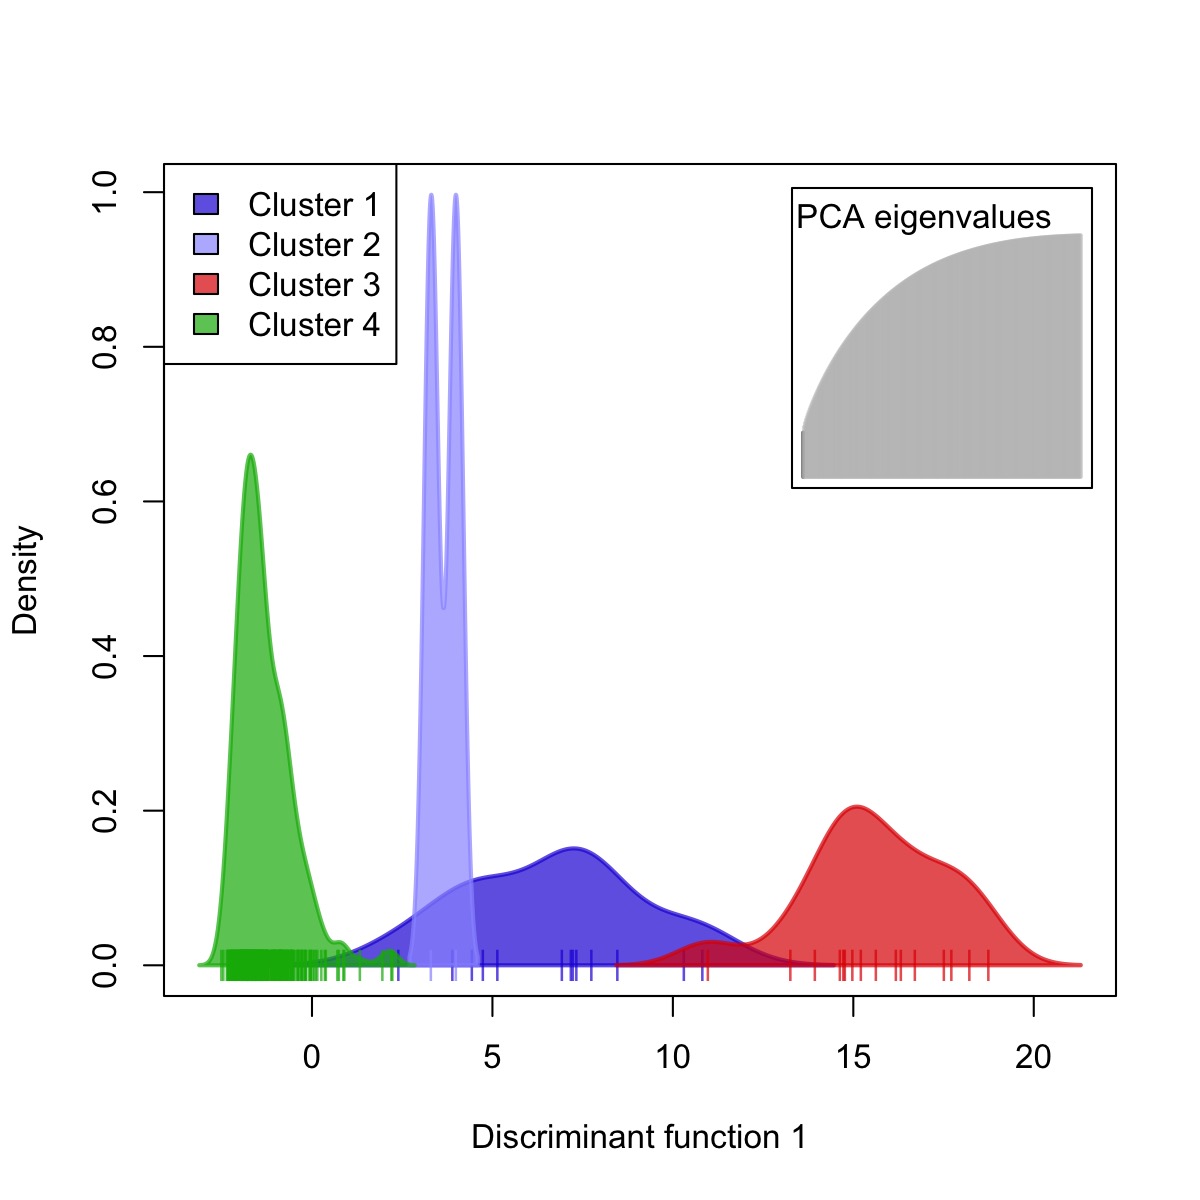 Cluster 1
Cluster 2
Cluster 3
Cluster 4
PCA eigenvalues
1.0
0.8
0.6
0.4
0.2
0.0
Density
0 5 10 15 20
Discriminant function 1